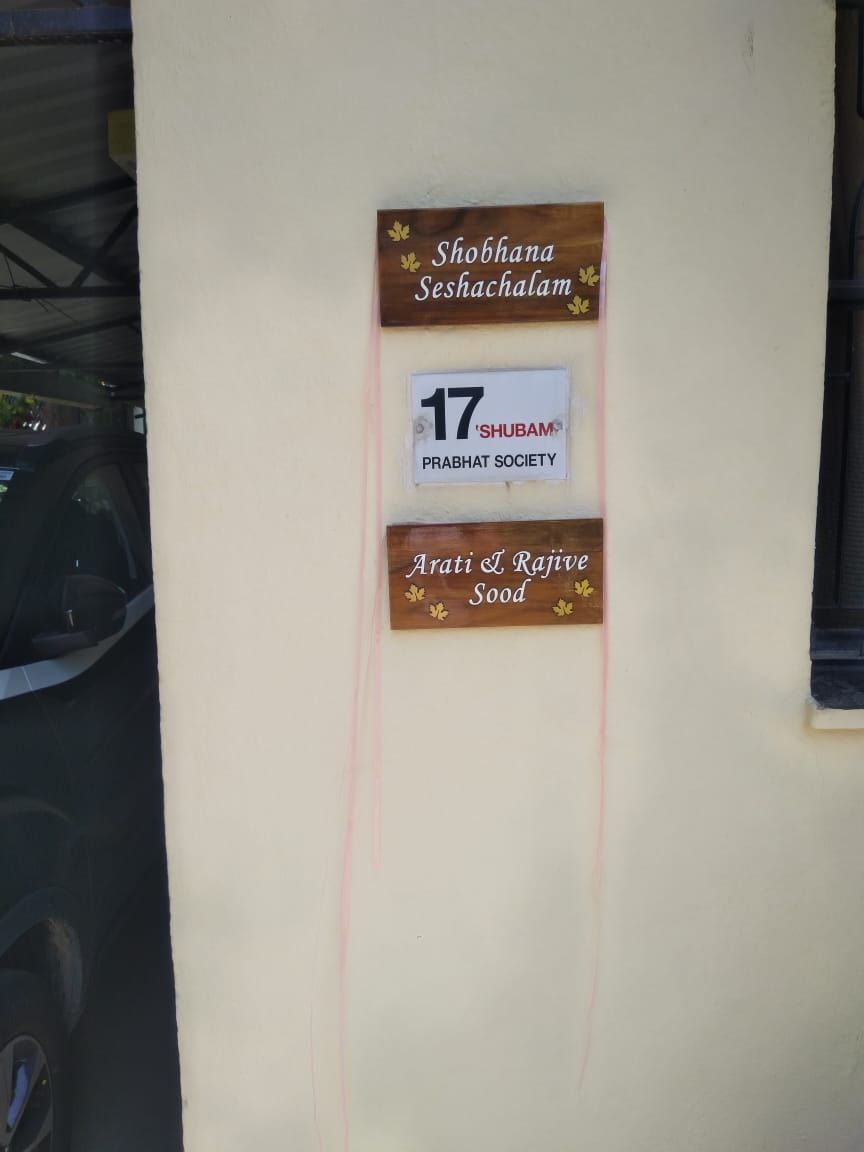 Shobhana
Seshachalam
17 'SHUBAM'
PRABHAT SOCIETY
Arati & Rajive
Sood